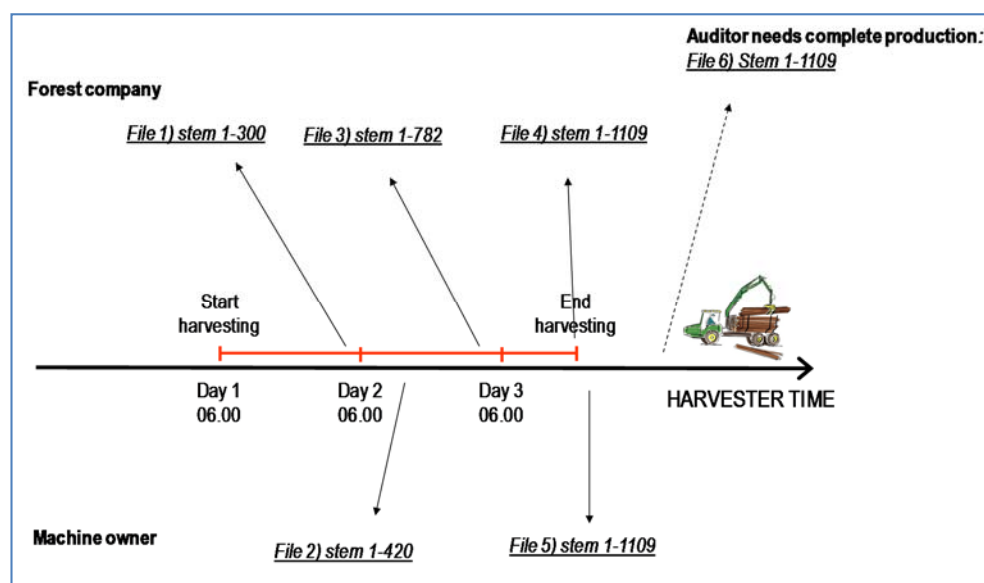 Auditor needs complete production:
File 6) Stem 1-1109
Forest company
File 1) stem 1-300
File 3) stem 1-782
File 4) stem 1-1109
Start
harvesting
End
harvesting
Day 1
06.00
Day 2
06.00
Day 3
06.00
HARVESTER TIME
Machine owner
File 2) stem 1-420
File 5) stem 1-1109